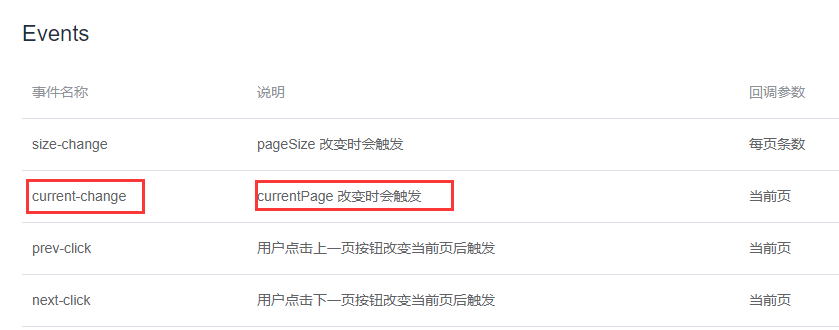 Events
事件名称 说明 回调参数
size-change pageSize 改变时会触发 每页条数
current-change currentPage 改变时会触发 当前页
prev-click 用户点击上一页按钮改变当前页后触发 当前页
next-click 用户点击下一页按钮改变当前页后触发 当前页